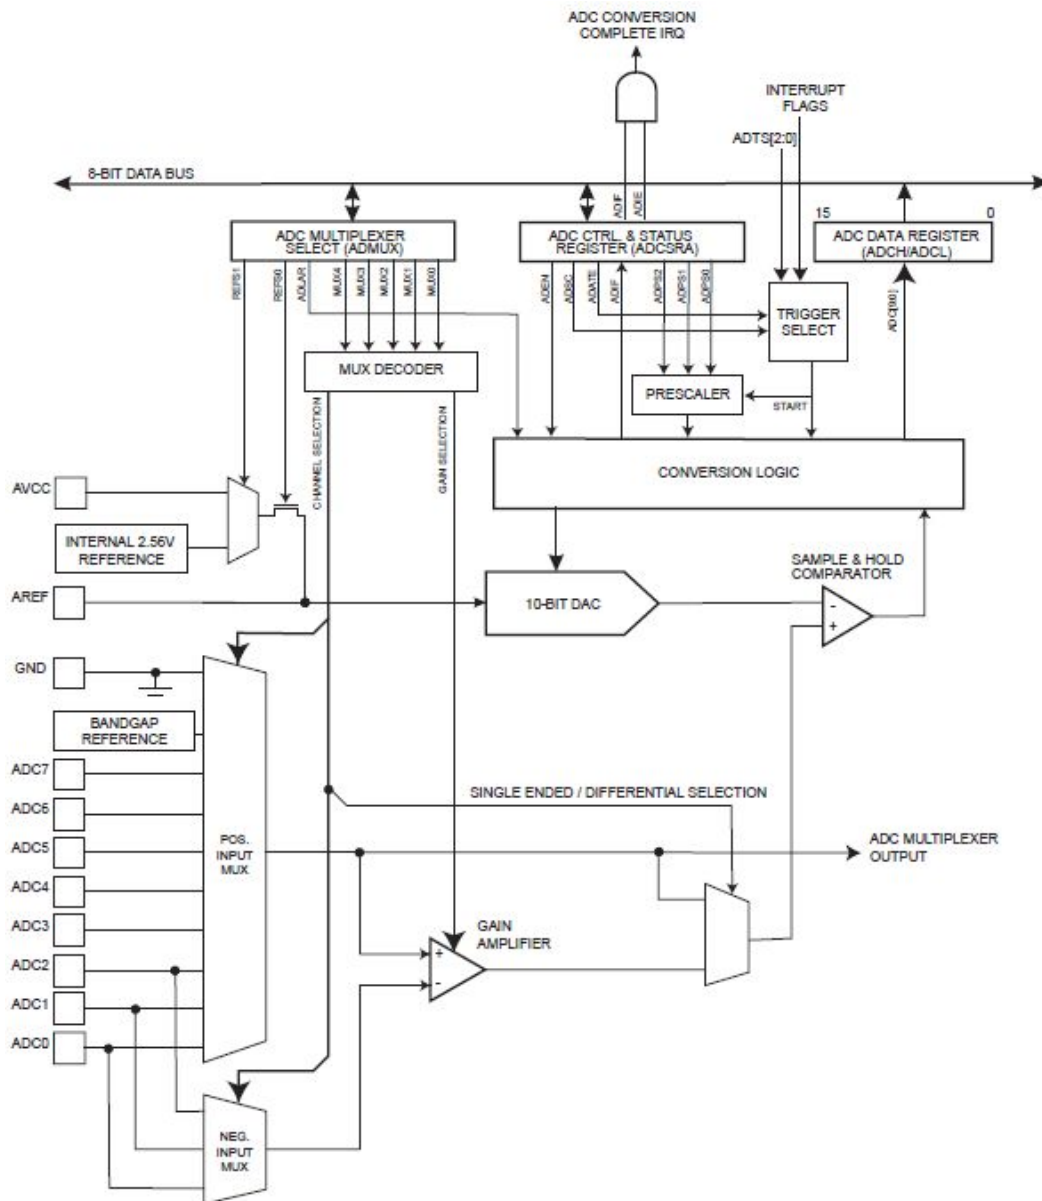 ADC CONVERSION
COMPLETE IRQ
INTERRUPT
FLAGS
ADTS[2:0]
8-BIT DATA BUS
ADIF
ADIE
15
0
ADC MULTIPLEXER
SELECT (ADMUX)
ADC CTRL. & STATUS
REGISTER (ADCSRA)
ADC DATA REGISTER
(ADCH/ADCL)
REFS1
REFS0
ADLAR
MUX4
MUX3
MUX2
MUX1
MUX0
ADEN
ADSC
ADATE
ADIF
ADPS2
ADPS1
ADPS0
ADC[9:0]
TRIGGER
SELECT
MUX DECODER
PRESCALER
START
CHANNEL SELECTION
GAIN SELECTION
CONVERSION LOGIC
AVCC
INTERNAL 2.56V
REFERENCE
SAMPLE & HOLD
COMPARATOR
AREF
10-BIT DAC
-
+
GND
BANDGAP
REFERENCE
ADC7
SINGLE ENDED / DIFFERENTIAL SELECTION
ADC6
ADC5
POS.
INPUT
MUX
ADC MULTIPLEXER
OUTPUT
ADC4
ADC3
GAIN
AMPLIFIER
+
-
ADC2
ADC1
ADC0
NEG.
INPUT
MUX